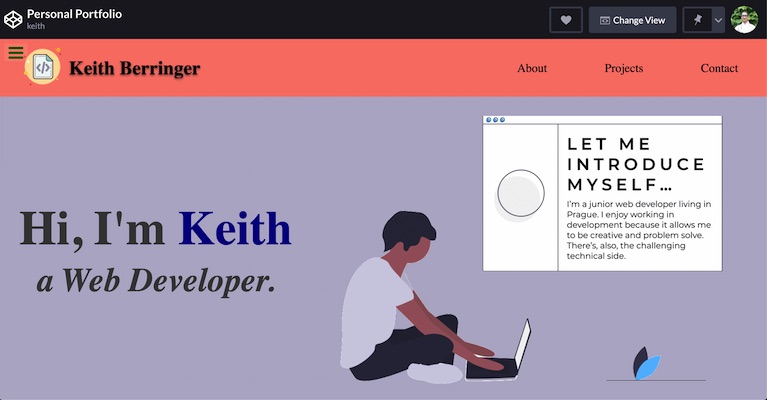 Personal Portfolio
keith
Change View
Keith Berringer
About
Projects
Contact
LET ME
INTRODUCE
MYSELF...
I'm a junior web developer living in
Prague. I enjoy working in
development because it allows me
to be creative and problem solve.
There's, also, the challenging
technical side.
Hi, I'm Keith
a Web Developer.